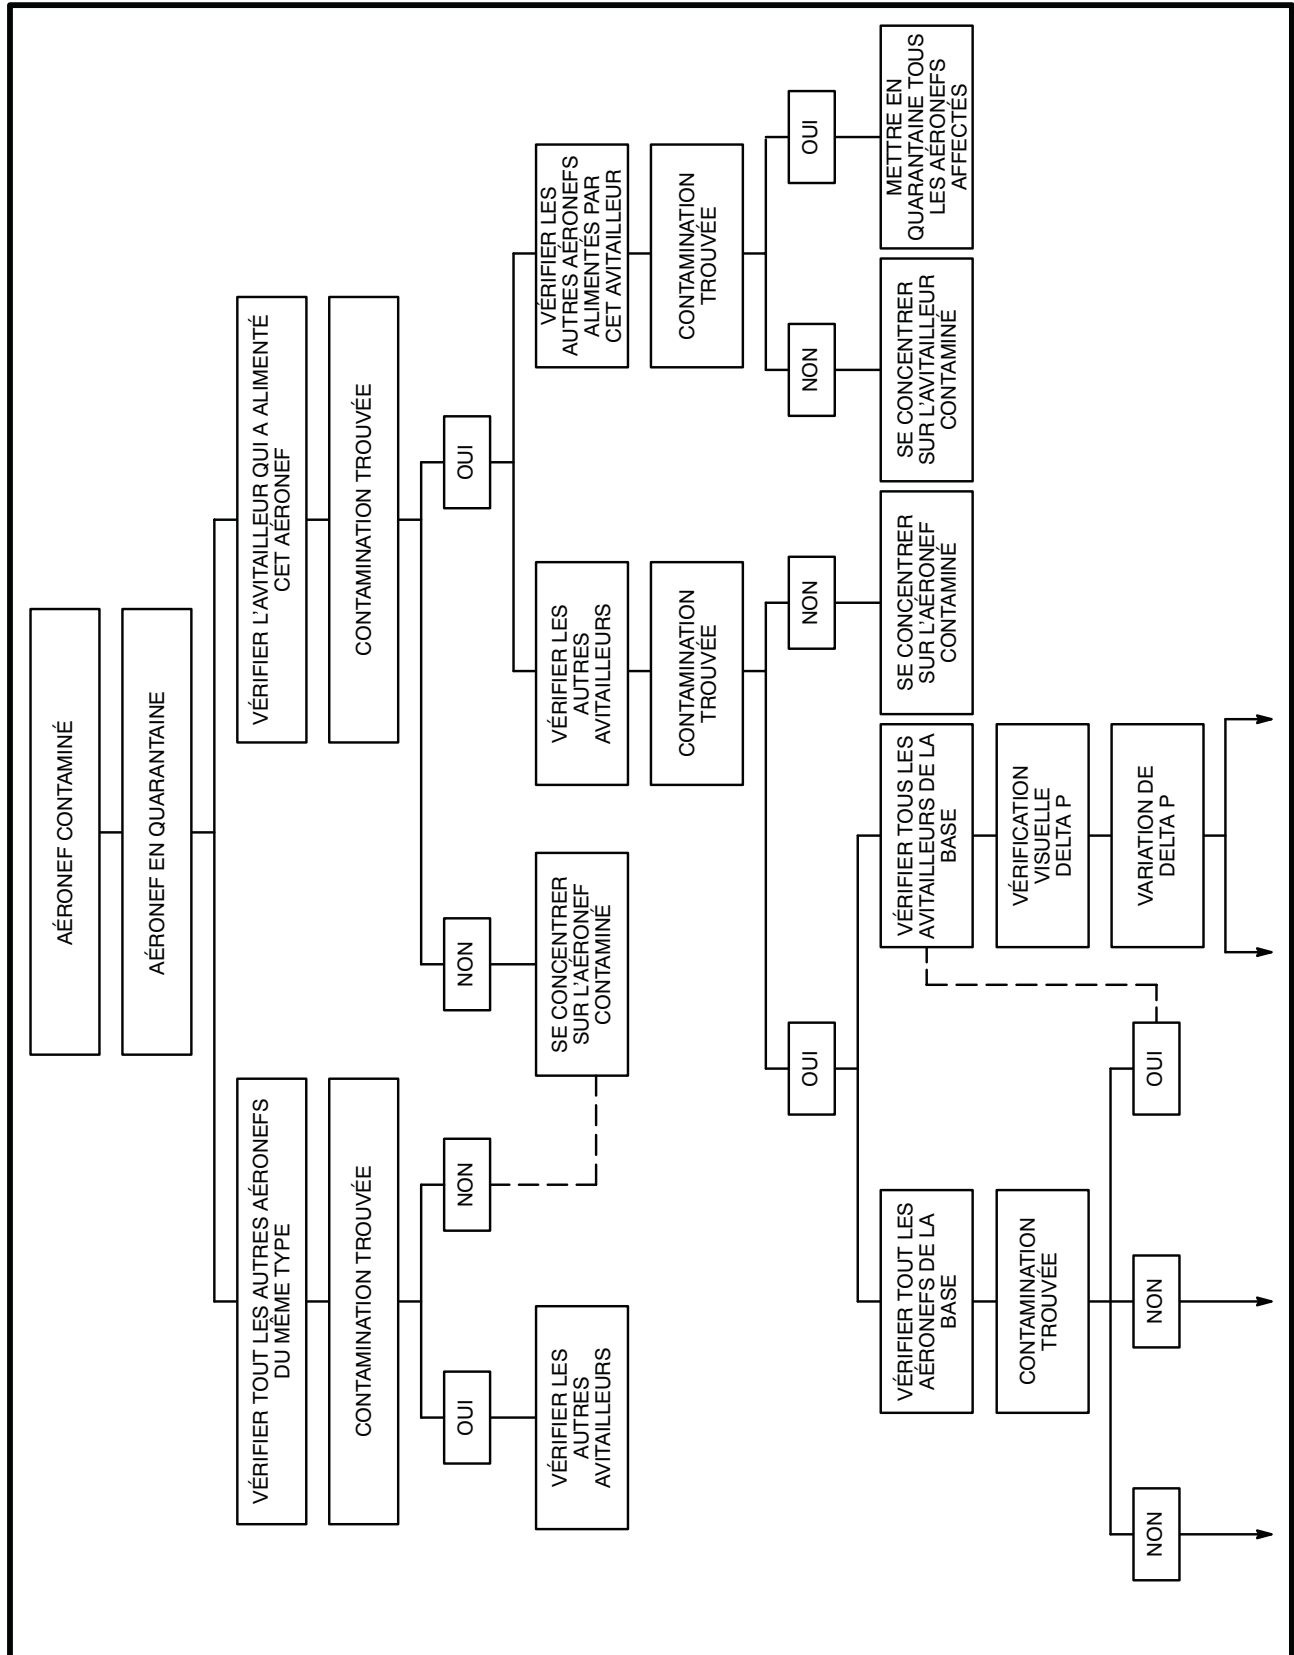 AÉRONEF CONTAMINÉ
AÉRONEF EN QUARANTAINE
VÉRIFIER TOUT LES AUTRES AÉRONEFS
DU MÊME TYPE
VÉRIFIER L'AVITAILLEUR QUI A ALIMENTÉ
CET AÉRONEF
CONTAMINATION TROUVÉE
CONTAMINATION TROUVÉE
OUI
NON
NON
OUI
VÉRIFIER LES
AUTRES
AVITAILLEURS
SE CONCENTRER
SUR L'AÉRONEF
CONTAMINÉ
VÉRIFIER LES
AUTRES
AVITAILLEURS
VÉRIFIER LES
AUTRES AÉRONEFS
ALIMENTÉS PAR
CET AVITAILLEUR
CONTAMINATION
TROUVÉE
CONTAMINATION
TROUVÉE
OUI
NON
NON
OUI
VÉRIFIER TOUT LES
AÉRONEFS DE LA
BASE
VÉRIFIER TOUS LES
AVITAILLEURS DE LA
BASE
SE CONCENTRER
SUR L'AÉRONEF
CONTAMINÉ
SE CONCENTRER
SUR L'AVITAILLEUR
CONTAMINÉ
METTRE EN
QUARANTAINE TOUS
LES AÉRONEFS
AFFECTÉS
CONTAMINATION
TROUVÉE
VÉRIFICATION
VISUELLE
DELTA P
NON
NON
OUI
VARIATION DE
DELTA P